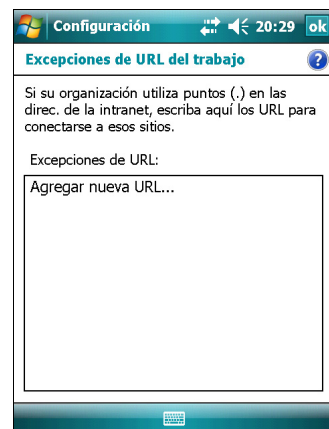 Configuración 20:29 ok
Excepciones de URL del trabajo ?
Si su organización utiliza puntos (.) en las
direc. de la intranet, escriba aquí los URL para
conectarse a esos sitios.
Excepciones de URL:
Agregar nueva URL...